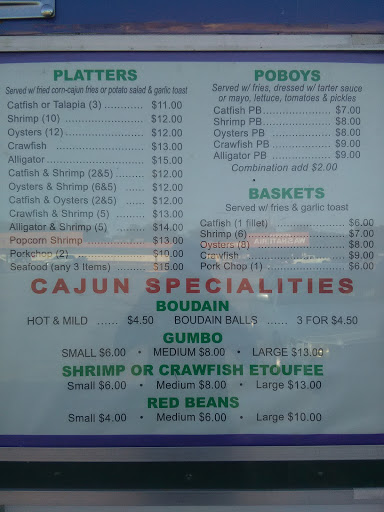 PLATTERS
Served w/ fried corn-cajun fries or potato salad & garlic toast
Catfish or Talapia (3) ............ $11.00
Shrimp (10) ............ $12.00
Oysters (12) ............ $12.00
Crawfish ............ $13.00
Alligator ............ $15.00
Catfish & Shrimp (2&5) ............ $12.00
Oysters & Shrimp (6&5) ............ $12.00
Catfish & Oysters (2&5) ............ $12.00
Crawfish & Shrimp (5) ............ $13.00
Alligator & Shrimp (5) ............ $14.00
Popcorn Shrimp ............ $13.00
Porkchop (2) ............ $10.00
Seafood (any 3 Items) ............ $15.00
POBOYS
Served w/ fries, dressed w/ tarter sauce
or mayo, lettuce, tomatoes & pickles
Catfish PB ............ $7.00
Shrimp PB ............ $8.00
Oysters PB ............ $8.00
Crawfish PB ............ $9.00
Alligator PB ............ $9.00
Combination add $2.00
BASKETS
Served w/ fries & garlic toast
Catfish (1 fillet) ............ $6.00
Shrimp (6) ............ $7.00
Oysters (8) ............ $8.00
Crawfish ............ $9.00
Pork Chop (1) ............ $6.00
CAJUN SPECIALITIES
BOUDAIN
HOT & MILD ...... $4.50 BOUDAIN BALLS ...... 3 FOR $4.50
GUMBO
SMALL $6.00 • MEDIUM $8.00 • LARGE $13.00
SHRIMP OR CRAWFISH ETOUFEE
Small $6.00 • Medium $8.00 • Large $13.00
RED BEANS
Small $4.00 • Medium $6.00 • Large $10.00